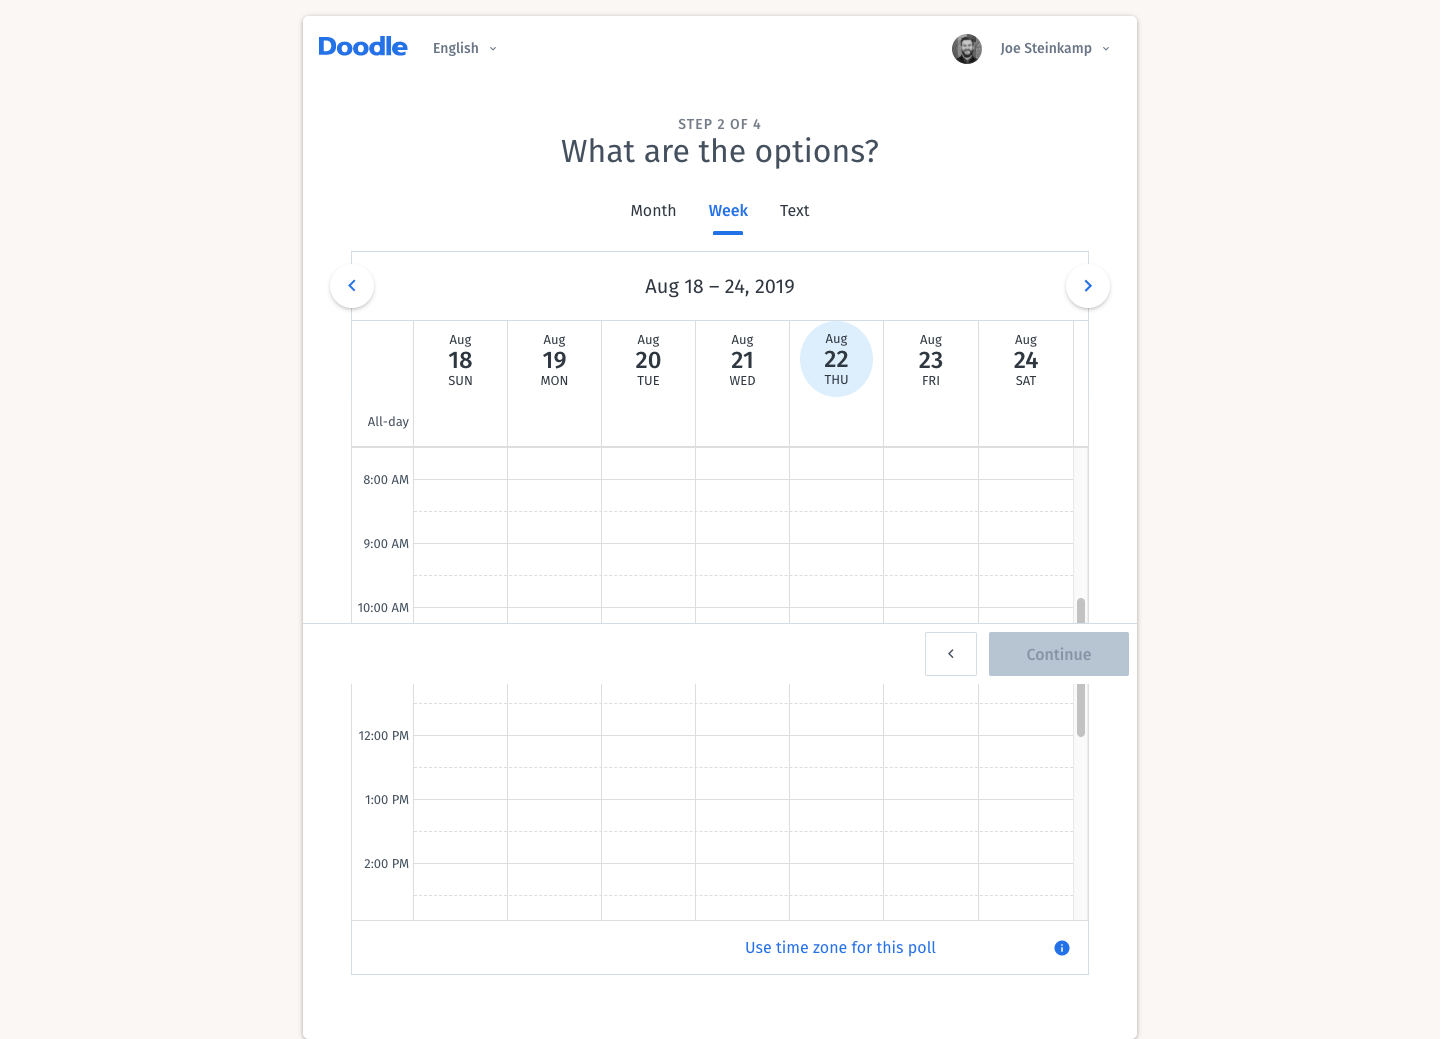 Doodle English Joe Steinkamp
STEP 2 OF 4
What are the options?
Month Week Text
Aug 18 – 24, 2019
Aug Aug Aug Aug Aug Aug Aug
18 19 20 21 22 23 24
SUN MON TUE WED THU FRI SAT
All-day
8:00 AM
9:00 AM
10:00 AM
Continue
12:00 PM
1:00 PM
2:00 PM
Use time zone for this poll